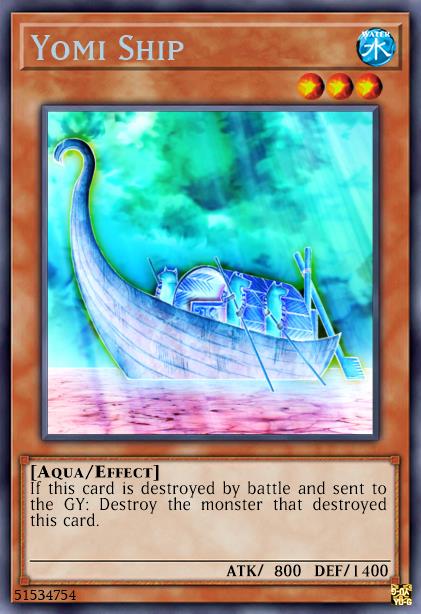 YOMI SHIP
WATER
水
[AQUA/EFFECT]
If this card is destroyed by battle and sent to
the GY: Destroy the monster that destroyed
this card.
ATK/ 800 DEF/1400
51534754